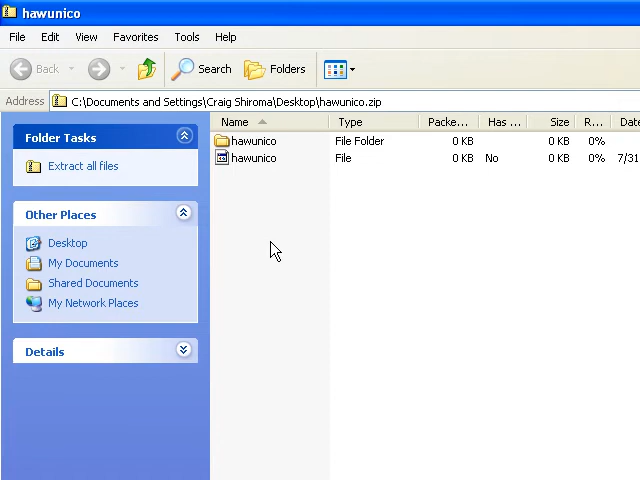 hawunico
File Edit View Favorites Tools Help
Back Search Folders
Address C:\Documents and Settings\Craig Shiroma\Desktop\hawunico.zip
Folder Tasks
Extract all files
Other Places
Desktop
My Documents
Shared Documents
My Network Places
Details
Name Type Packe... Has ... Size R... Date
hawunico File Folder 0 KB 0 KB 0%
hawunico File 0 KB No 0 KB 0% 7/31